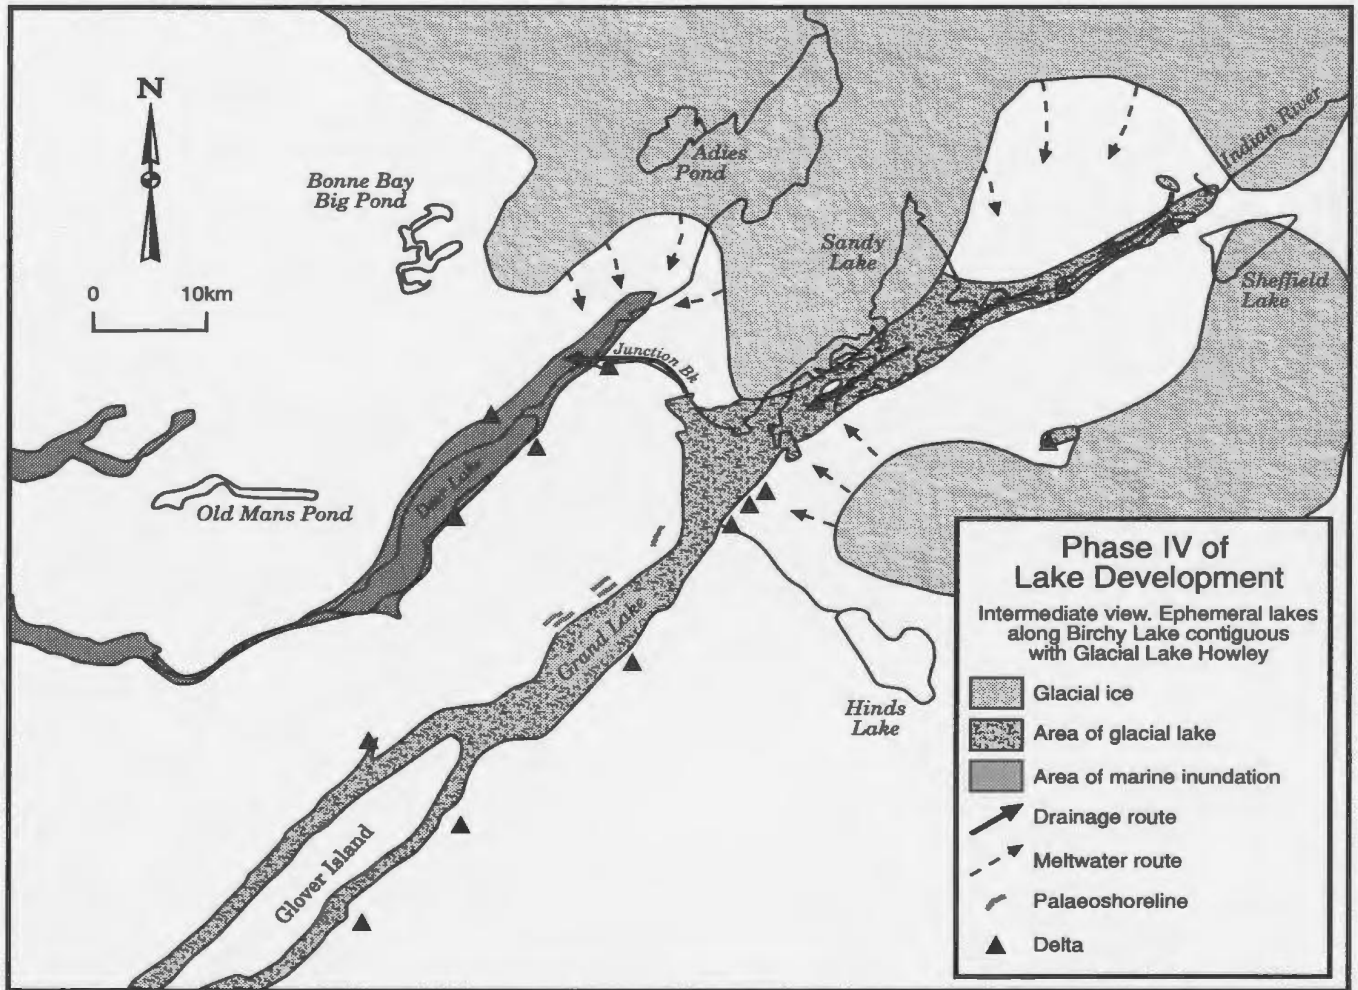 N
0 10km
Bonne Bay
Big Pond
Adies
Pond
Indian River
Sandy
Lake
Sheffield
Lake
Junction Bk
Deer Lake
Old Mans Pond
Grand Lake
Hinds
Lake
Glover Island
Phase IV of
Lake Development
Intermediate view. Ephemeral lakes
along Birchy Lake contiguous
with Glacial Lake Howley
Glacial ice
Area of glacial lake
Area of marine inundation
Drainage route
Meltwater route
Palaeoshoreline
Delta